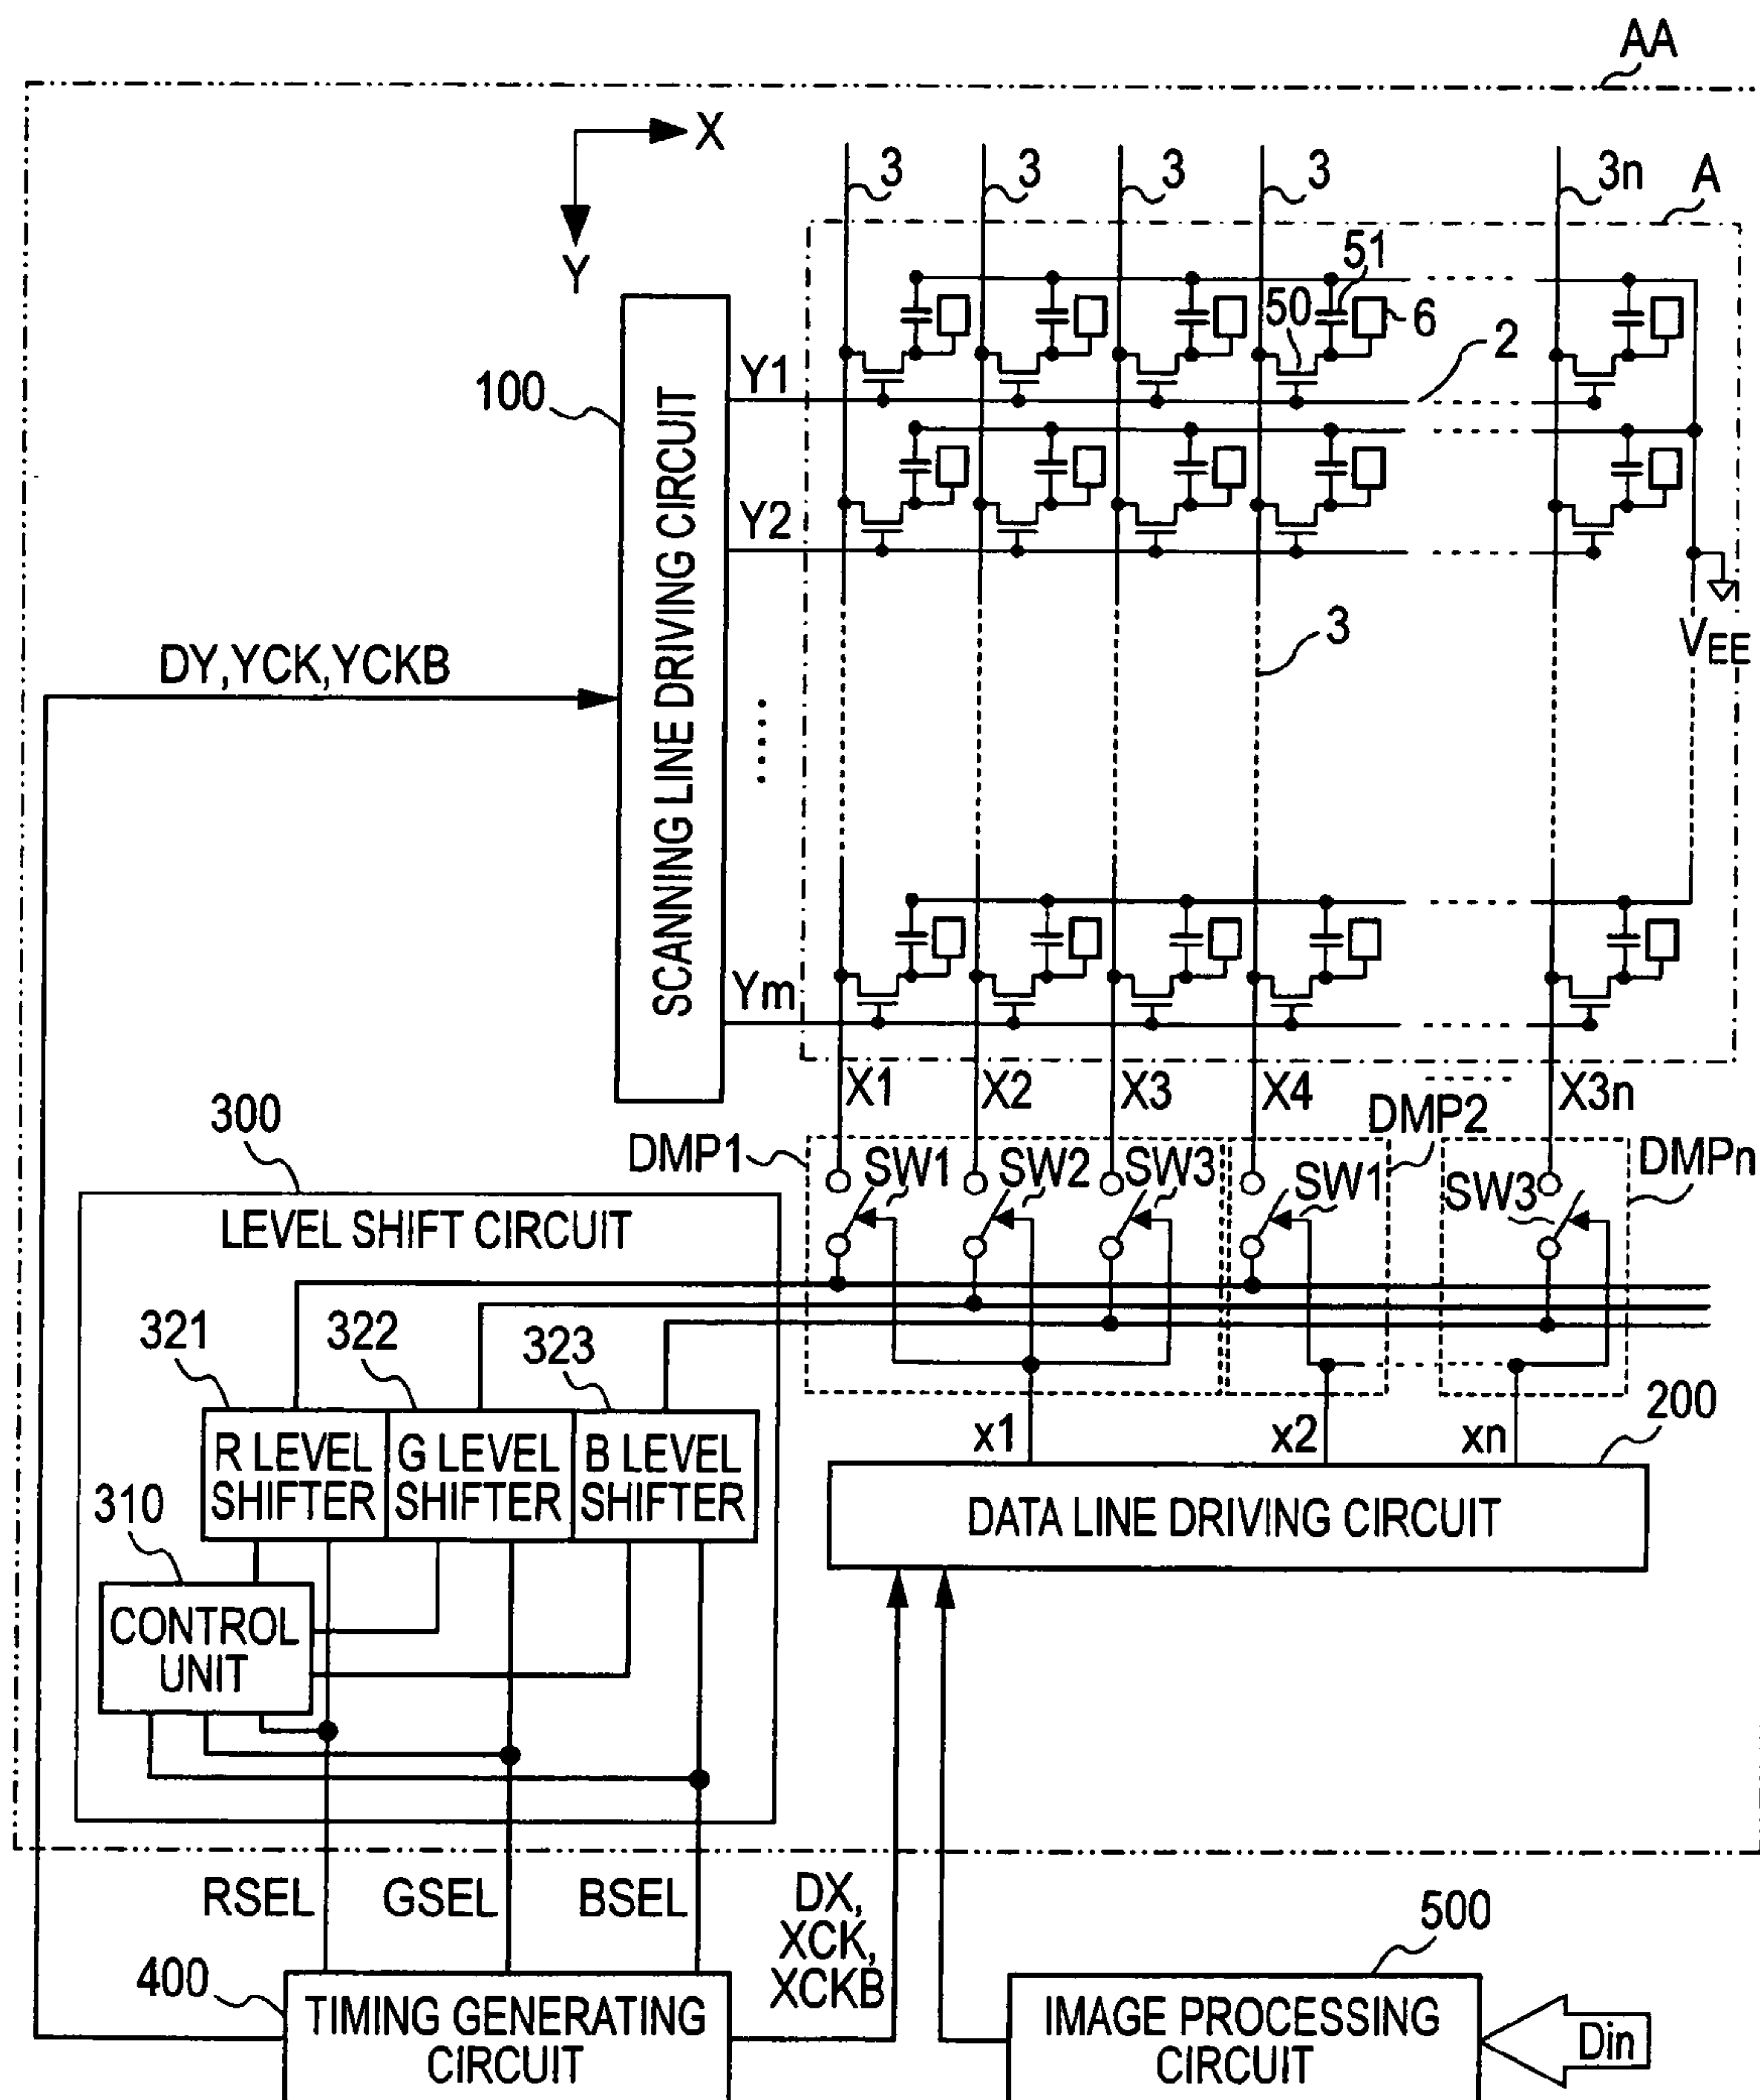 AA
X
Y
3
3
3
3
3n
A
51
50
6
2
Y1
100
SCANNING LINE DRIVING CIRCUIT
Y2
3
VEE
DY,YCK,YCKB
Ym
X1
X2
X3
X4
X3n
DMP2
300
DMP1
SW1
SW2
SW3
SW1
SW3
DMPn
LEVEL SHIFT CIRCUIT
321
322
323
200
x1
x2
xn
R LEVEL
SHIFTER
G LEVEL
SHIFTER
B LEVEL
SHIFTER
DATA LINE DRIVING CIRCUIT
310
CONTROL
UNIT
RSEL
GSEL
BSEL
DX,
XCK,
XCKB
500
400
TIMING GENERATING
CIRCUIT
IMAGE PROCESSING
CIRCUIT
Din